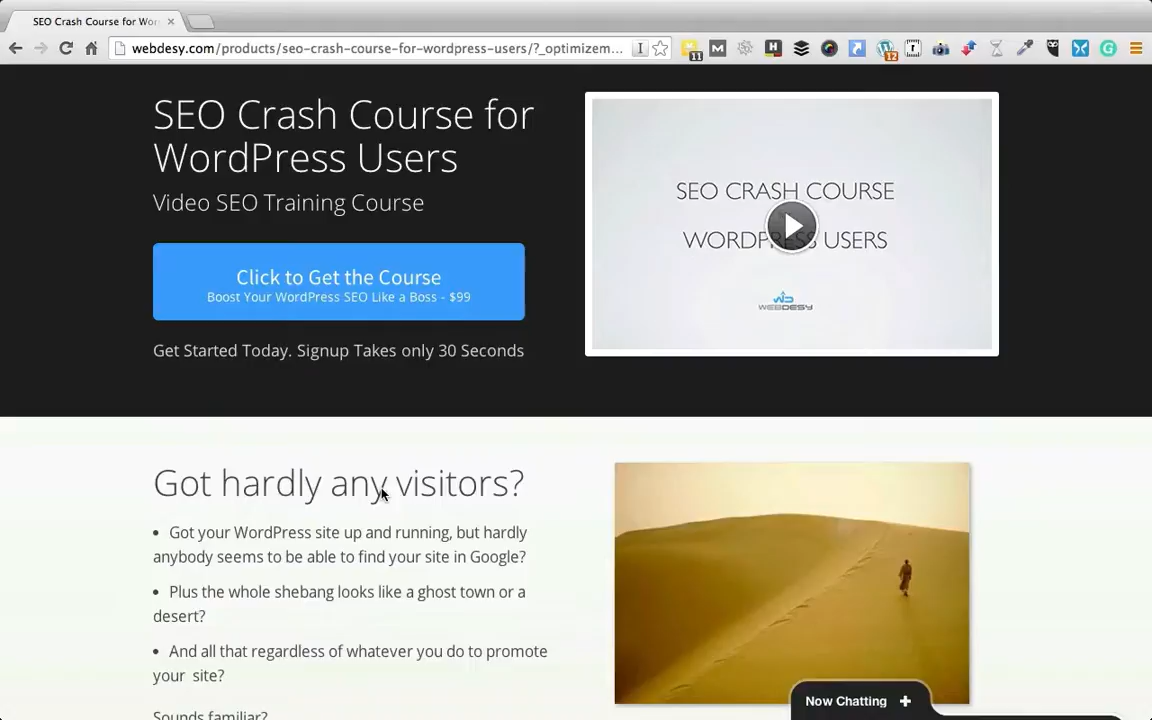 SEO Crash Course for Wor
webdesy.com/products/seo-crash-course-for-wordpress-users/?_optimizem...
11
12
SEO Crash Course for
WordPress Users
Video SEO Training Course
Click to Get the Course
Boost Your WordPress SEO Like a Boss - $99
Get Started Today. Signup Takes only 30 Seconds
SEO CRASH COURSE
WORDPRESS USERS
WEBDESY
Got hardly any visitors?
• Got your WordPress site up and running, but hardly
anybody seems to be able to find your site in Google?
• Plus the whole shebang looks like a ghost town or a
desert?
• And all that regardless of whatever you do to promote
your site?
Sounds familiar?
Now Chatting +